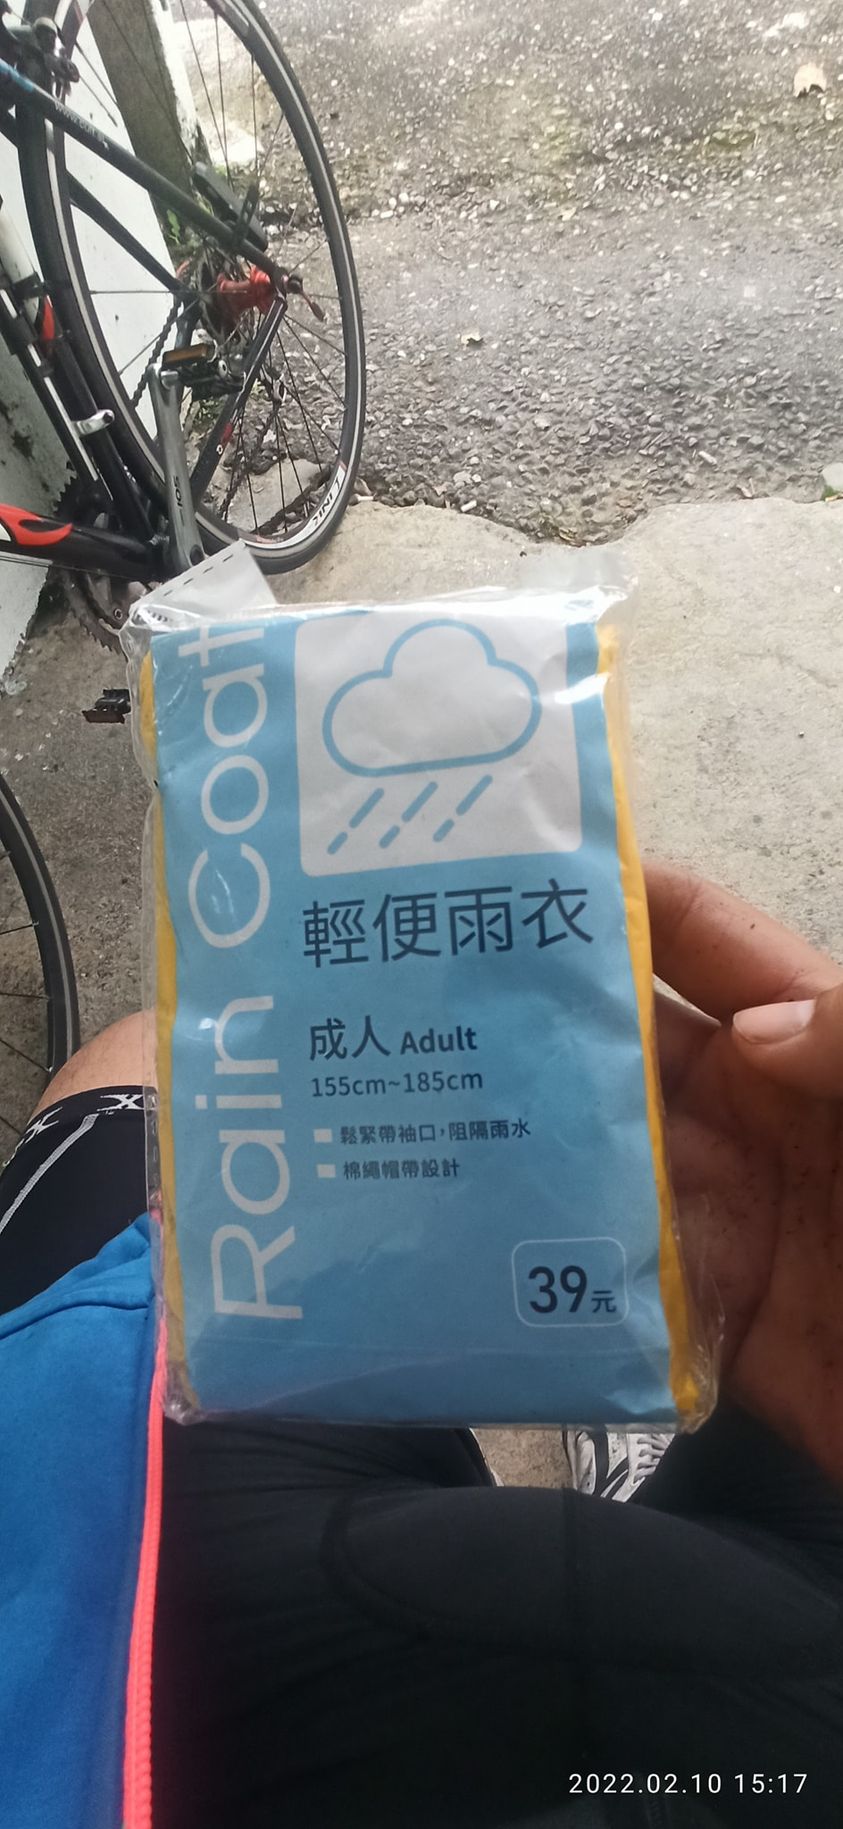 Rain Coat
輕便雨衣
成人 Adult
155cm~185cm
鬆緊帶袖口，阻隔雨水
棉繩帽帶設計
39元
2022.02.10 15:17